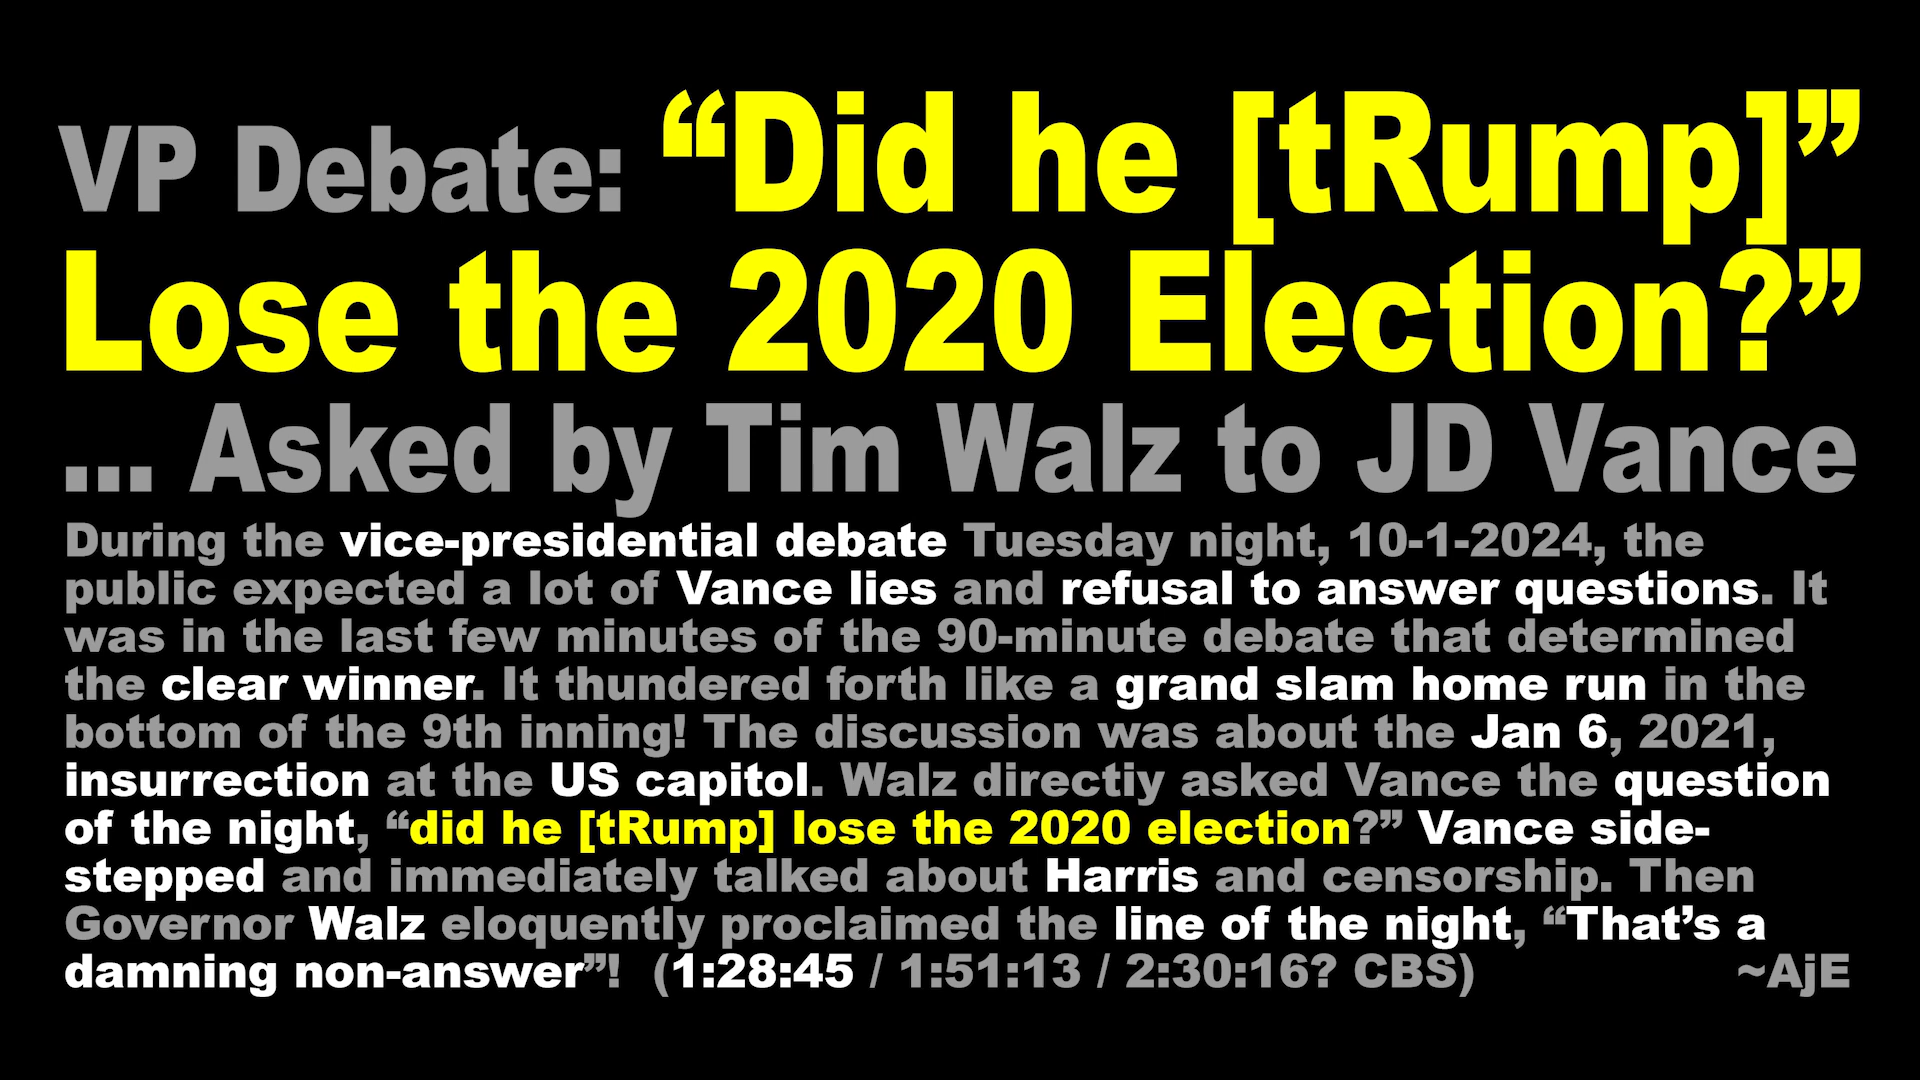 VP Debate: “Did he [tRump]”
Lose the 2020 Election?”
... Asked by Tim Walz to JD Vance
During the vice-presidential debate Tuesday night, 10-1-2024, the
public expected a lot of Vance lies and refusal to answer questions. It
was in the last few minutes of the 90-minute debate that determined
the clear winner. It thundered forth like a grand slam home run in the
bottom of the 9th inning! The discussion was about the Jan 6, 2021,
insurrection at the US capitol. Walz directiy asked Vance the question
of the night, “did he [tRump] lose the 2020 election?” Vance side-
stepped and immediately talked about Harris and censorship. Then
Governor Walz eloquently proclaimed the line of the night, “That’s a
damning non-answer”! (1:28:45 / 1:51:13 / 2:30:16? CBS) ~AjE